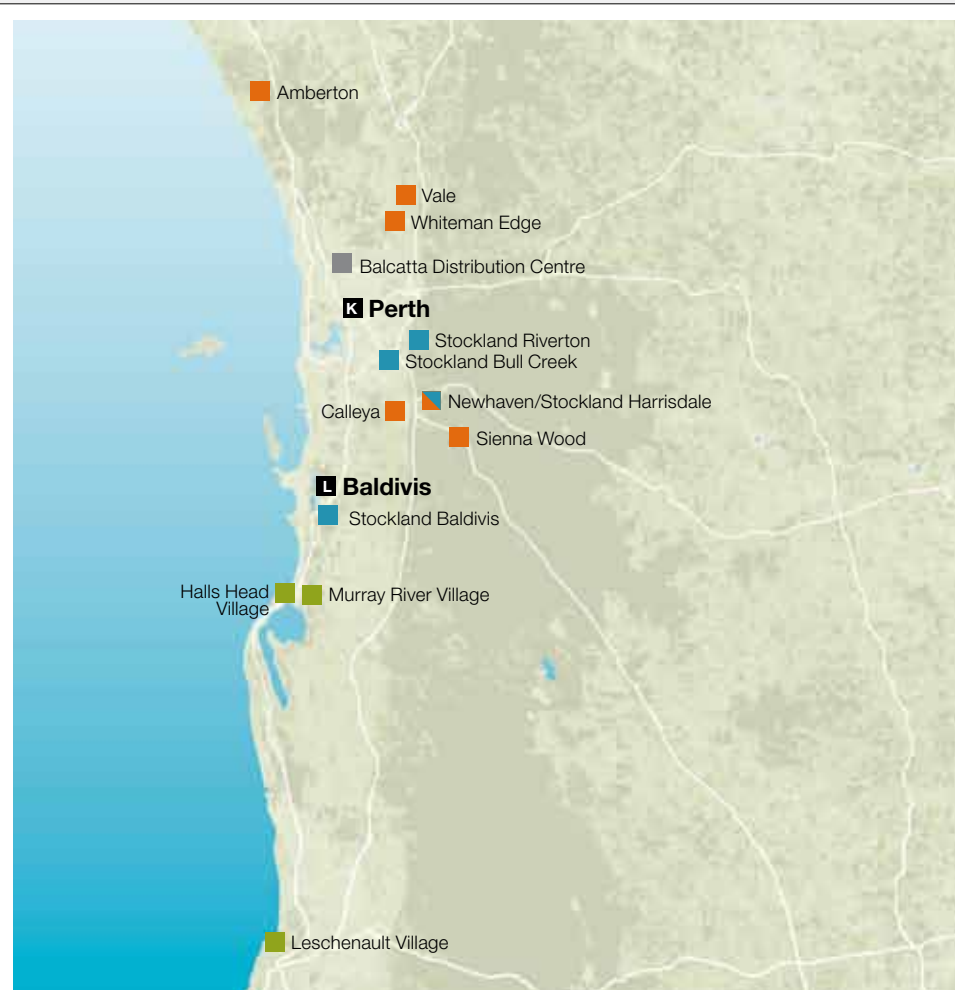 Amberton
Vale
Whiteman Edge
Balcatta Distribution Centre
K Perth
Stockland Riverton
Stockland Bull Creek
Newhaven/Stockland Harrisdale
Calleya
Sienna Wood
L Baldivis
Stockland Baldivis
Halls Head
Village
Murray River Village
Leschenault Village